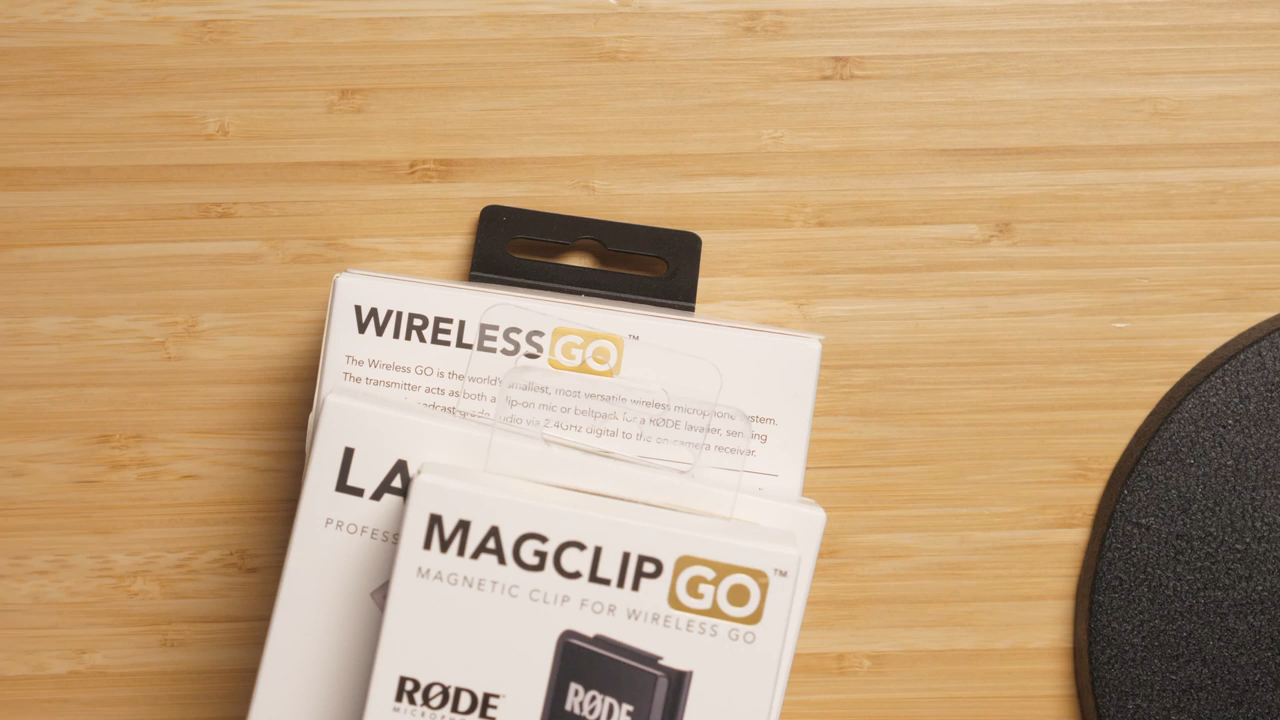 WIRELESS GO™
The Wireless GO is the world's smallest, most versatile wireless microphone system.
The transmitter acts as both a clip-on mic or beltpack for a RØDE lavalier, sending
audio via 2.4GHz digital to the on-camera receiver.
LA
PROFESS
MAGCLIP GO™
MAGNETIC CLIP FOR WIRELESS GO
RØDE
MICROPH
RØDE